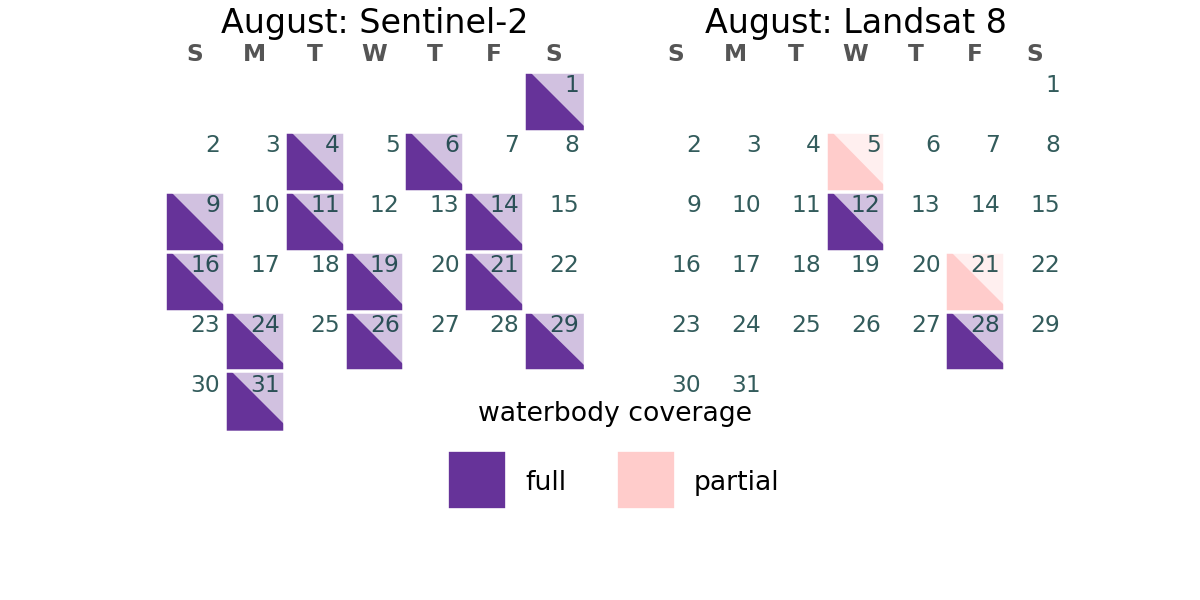 August: Sentinel-2
S M T W T F S
1
2 3 4 5 6 7 8
9 10 11 12 13 14 15
16 17 18 19 20 21 22
23 24 25 26 27 28 29
30 31
August: Landsat 8
S M T W T F S
1
2 3 4 5 6 7 8
9 10 11 12 13 14 15
16 17 18 19 20 21 22
23 24 25 26 27 28 29
30 31
waterbody coverage
full partial